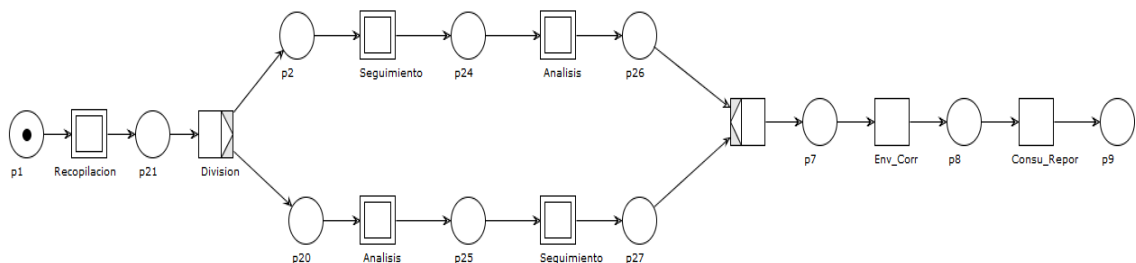 p2
Seguimiento
p24
Analisis
p26
p1
Recopilacion
p21
Division
p7
Env_Corr
p8
Consu_Repor
p9
p20
Analisis
p25
Seguimiento
p27